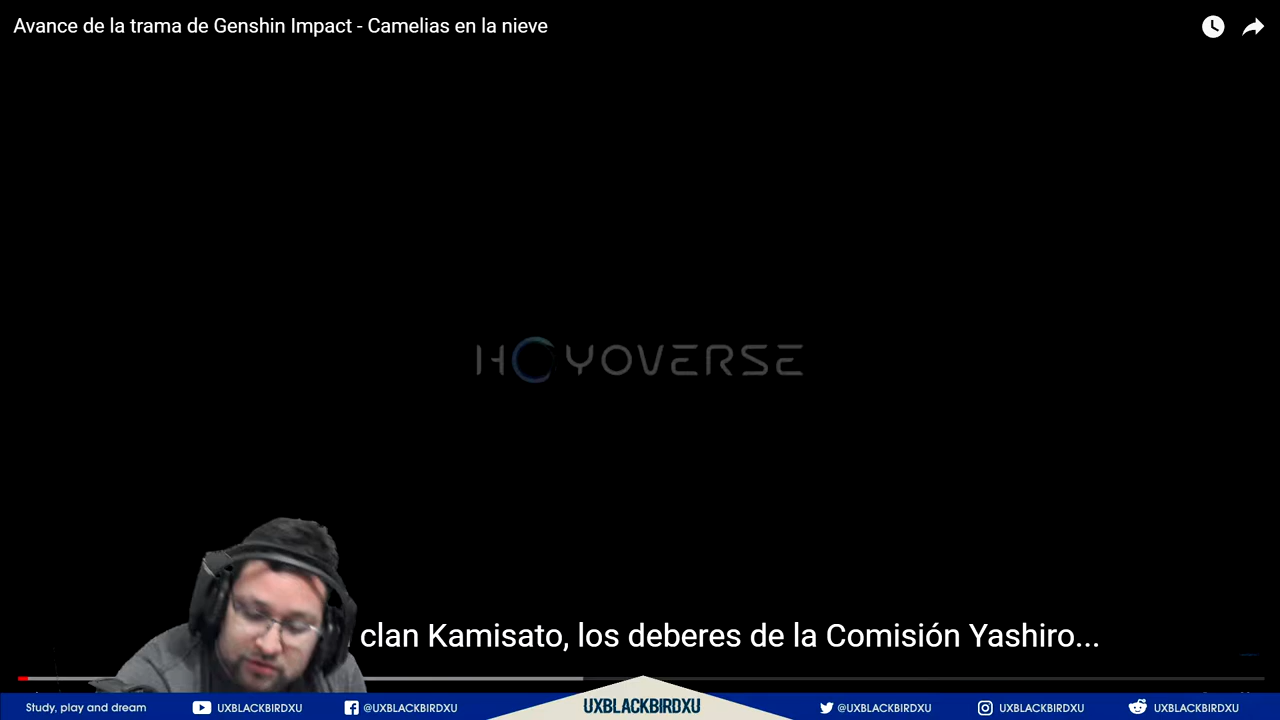 Avance de la trama de Genshin Impact - Camelias en la nieve
HOYOVERSE
clan Kamisato, los deberes de la Comisión Yashiro...
Study, play and dream
UXBLACKBIRDXU
@UXBLACKBIRDXU
UXBLACKBIRDXU
@UXBLACKBIRDXU
UXBLACKBIRDXU
UXBLACKBIRDXU